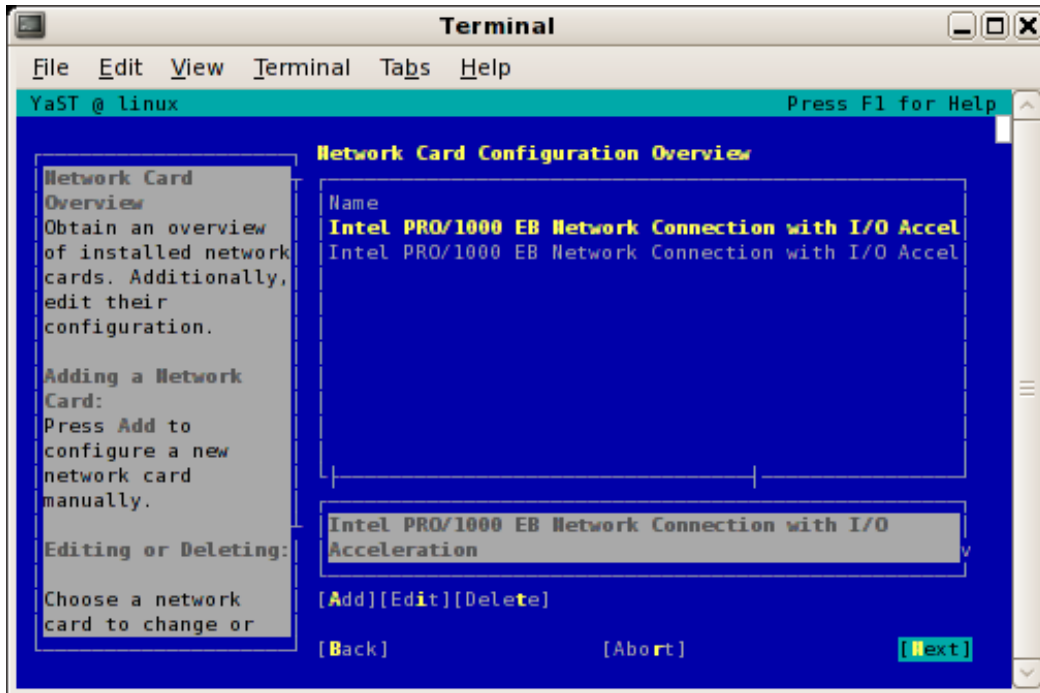 Terminal
File Edit View Terminal Tabs Help
YaST @ linux Press F1 for Help
Network Card
Overview
Obtain an overview
of installed network
cards. Additionally,
edit their
configuration.
Adding a Network
Card:
Press Add to
configure a new
network card
manually.
Editing or Deleting:
Choose a network
card to change or
Network Card Configuration Overview
Name
Intel PRO/1000 EB Network Connection with I/O Accel
Intel PRO/1000 EB Network Connection with I/O Accel
Intel PRO/1000 EB Network Connection with I/O
Acceleration
v
[Add][Edit][Delete]
[Back] [Abort] [Next]